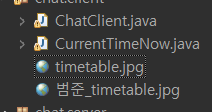 chat.client
ChatClient.java
CurrentTimeNow.java
timetable.jpg
범준_timetable.jpg
chat.server